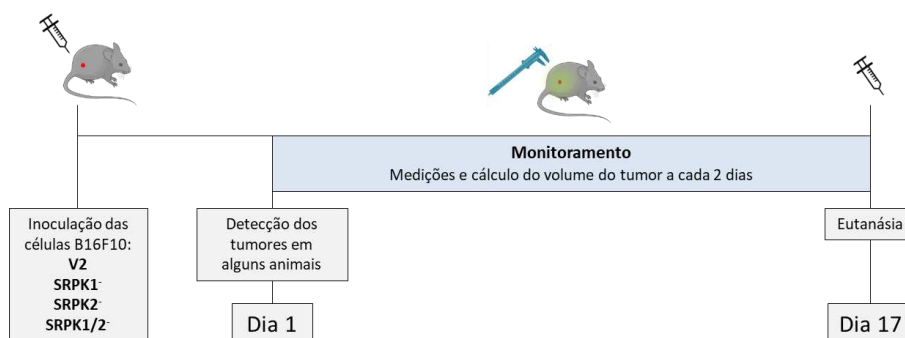 Monitoramento
Medições e cálculo do volume do tumor a cada 2 dias
Inoculação das
células B16F10:
V2
SRPK1⁻
SRPK2⁻
SRPK1/2⁻
Detecção dos
tumores em
alguns animais
Dia 1
Eutanásia
Dia 17